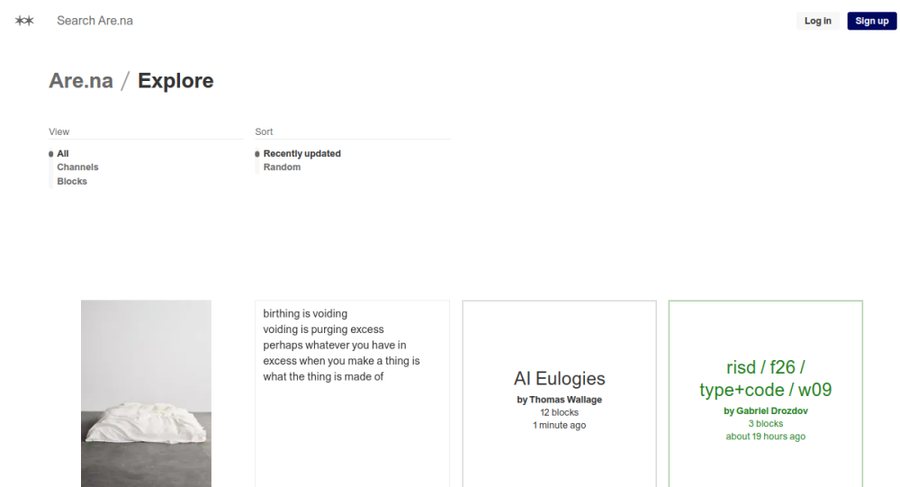 Search Are.na
Log in
Sign up
Are.na / Explore
View
Sort
All
Channels
Blocks
Recently updated
Random
birthing is voiding
voiding is purging excess
perhaps whatever you have in
excess when you make a thing is
what the thing is made of
AI Eulogies
by Thomas Wallage
12 blocks
1 minute ago
risd / f26 /
type+code / w09
by Gabriel Drozdov
3 blocks
about 19 hours ago